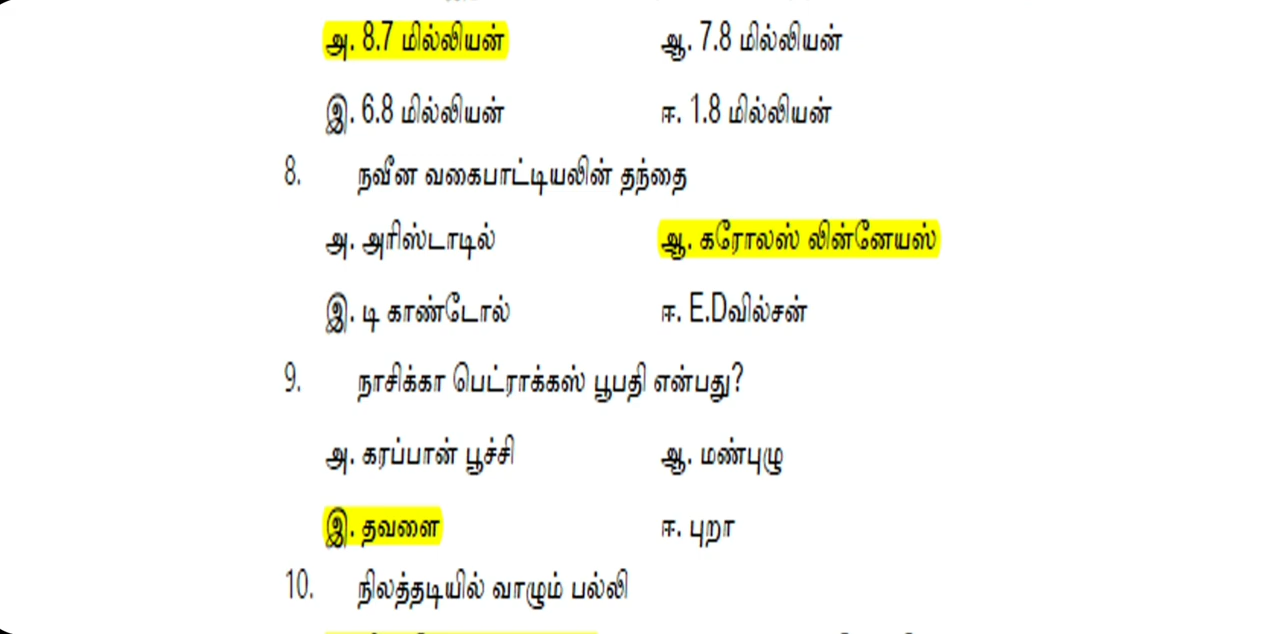 அ. 8.7 மில்லியன் ஆ. 7.8 மில்லியன்
இ. 6.8 மில்லியன் ஈ. 1.8 மில்லியன்
8. நவீன வகைபாட்டியலின் தந்தை
அ. அரிஸ்டாடில் ஆ. கரோலஸ் லின்னேயஸ்
இ. டி காண்டோல் ஈ. E.Dவில்சன்
9. நாசிக்கா பெட்ராக்கஸ் பூபதி என்பது?
அ. கரப்பான் பூச்சி ஆ. மண்புழு
இ. தவளை ஈ. புறா
10. நிலத்தடியில் வாழும் பல்லி